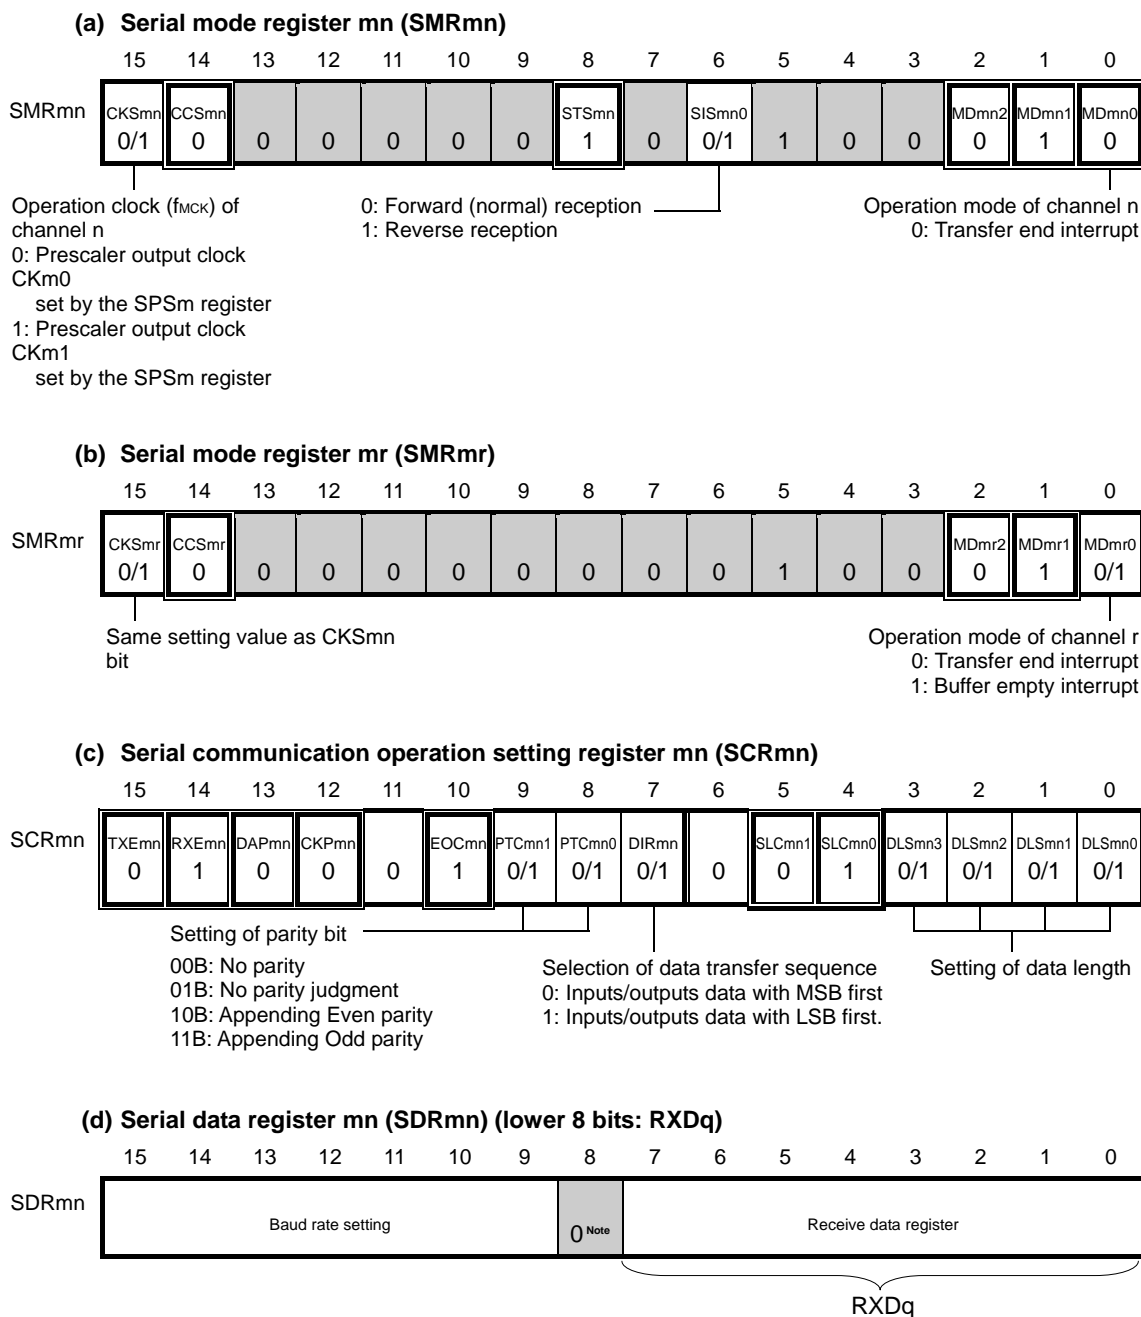 (a) Serial mode register mn (SMRmn)
15 14 13 12 11 10 9 8 7 6 5 4 3 2 1 0
SMRmn
CKSmn CCSmn STSmn SISmn0 MDmn2 MDmn1 MDmn0
0/1 0 0 0 0 0 0 1 0 0/1 1 0 0 0 1 0
Operation clock (fMCK) of
channel n
0: Prescaler output clock
CKm0
set by the SPSm register
1: Prescaler output clock
CKm1
set by the SPSm register
0: Forward (normal) reception
1: Reverse reception
Operation mode of channel n
0: Transfer end interrupt
(b) Serial mode register mr (SMRmr)
15 14 13 12 11 10 9 8 7 6 5 4 3 2 1 0
SMRmr
CKSmr CCSmr MDmr2 MDmr1 MDmr0
0/1 0 0 0 0 0 0 0 0 0 1 0 0 0 1 0/1
Same setting value as CKSmn
bit
Operation mode of channel r
0: Transfer end interrupt
1: Buffer empty interrupt
(c) Serial communication operation setting register mn (SCRmn)
15 14 13 12 11 10 9 8 7 6 5 4 3 2 1 0
SCRmn
TXEmn RXEmn DAPmn CKPmn EOCmn PTCmn1 PTCmn0 DIRmn SLCmn1 SLCmn0 DLSmn3 DLSmn2 DLSmn1 DLSmn0
0 1 0 0 0 1 0/1 0/1 0/1 0 0 1 0/1 0/1 0/1 0/1
Setting of parity bit
00B: No parity
01B: No parity judgment
10B: Appending Even parity
11B: Appending Odd parity
Selection of data transfer sequence
0: Inputs/outputs data with MSB first
1: Inputs/outputs data with LSB first.
Setting of data length
(d) Serial data register mn (SDRmn) (lower 8 bits: RXDq)
15 14 13 12 11 10 9 8 7 6 5 4 3 2 1 0
SDRmn
Baud rate setting 0 Note Receive data register
RXDq